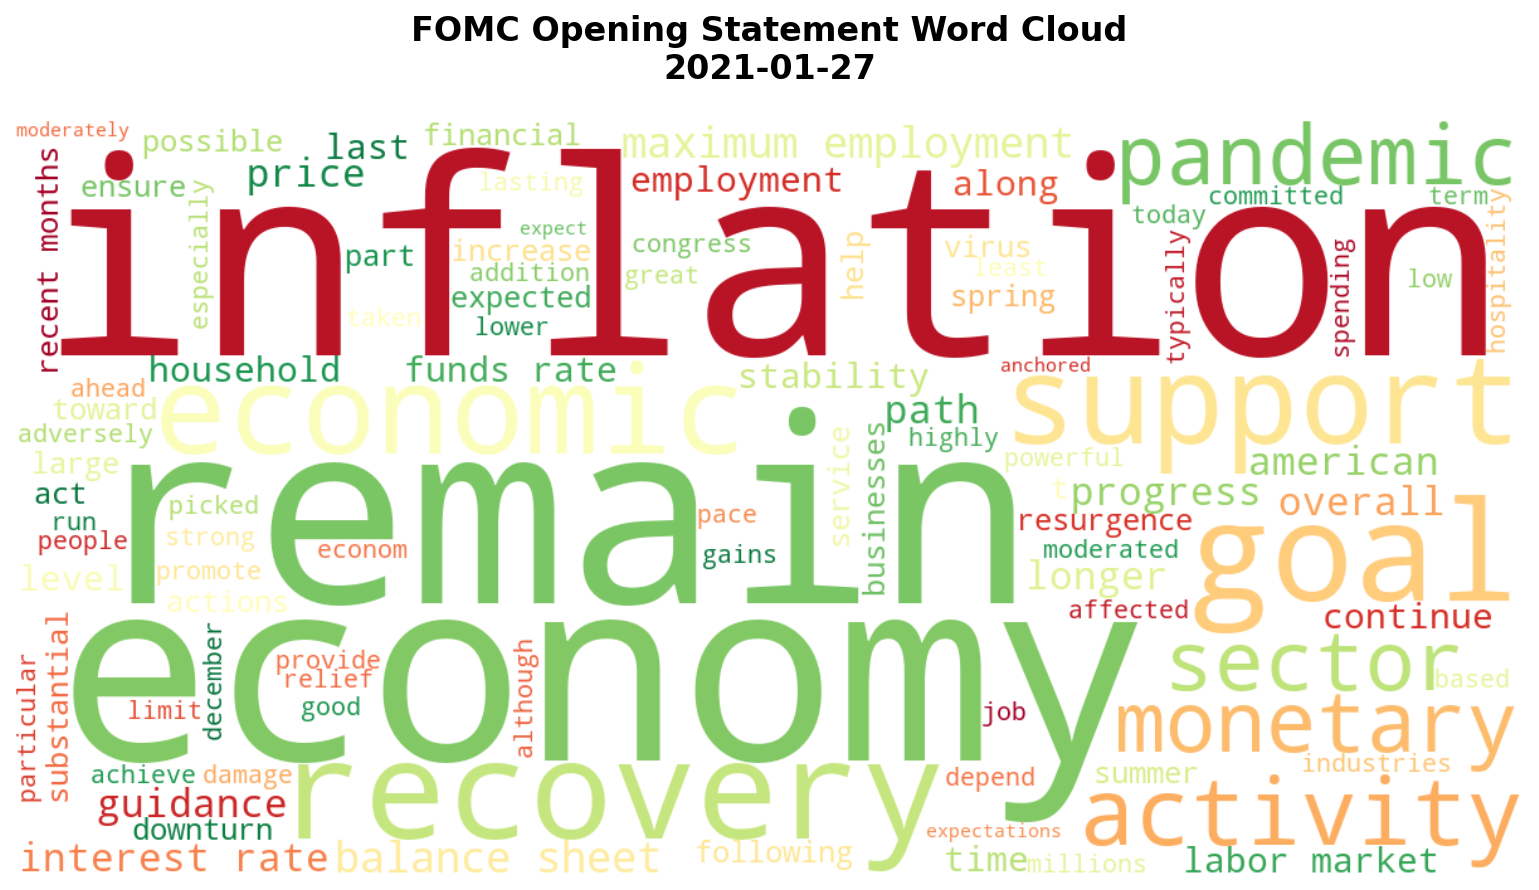 FOMC Opening Statement Word Cloud
2021-01-27
moderately
possible
last
financial
maximum employment
pandemic
inflation
recent months
ensure
price
lasting
employment
along
committed
term
hospitality
especially
today
expect
part
increase
congress
help
virus
typically
spending
low
addition
great
least
expected
spring
taken
lower
household
funds rate
stability
anchored
support
economic
ahead
toward
path
adversely
highly
businesses
service
large
powerful
american
remain
act
t
progress
picked
run
pace
resurgence
overall
goal
people
strong
econom
gains
moderated
level
promote
longer
actions
affected
continue
economy
substantial
particular
december
provide
relief
although
sector
based
limit
good
job
monetary
recovery
achieve
damage
depend
summer
industries
guidance
activity
downturn
expectations
interest rate
balance sheet
following
time
millions
labor market